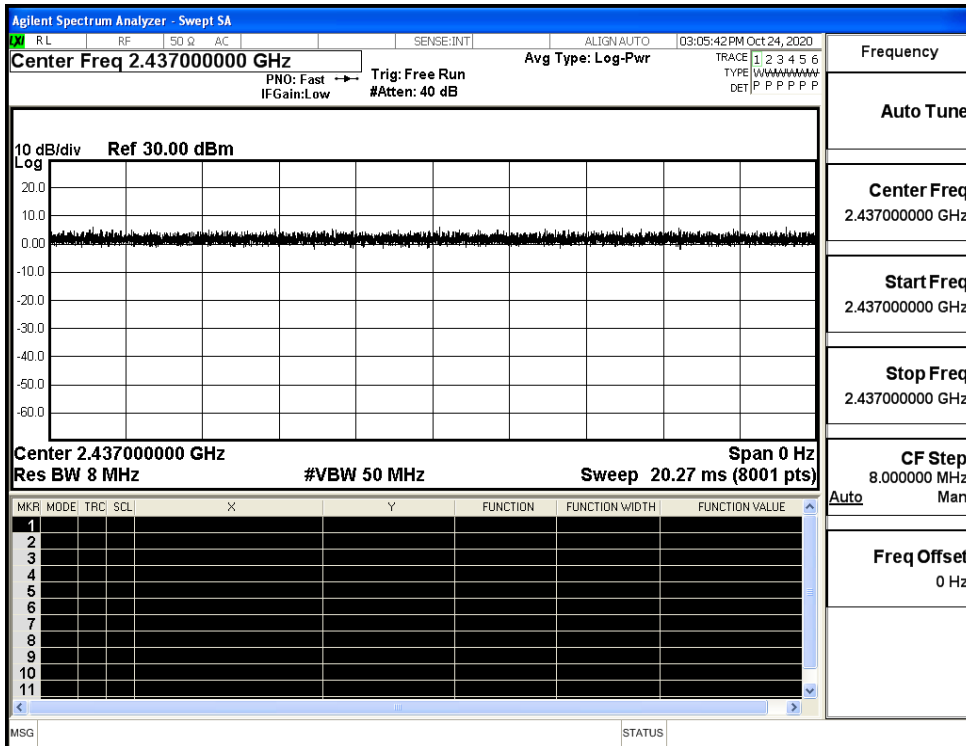 Agilent Spectrum Analyzer - Swept SA
LXI RL RF 50 Ω AC SENSE:INT ALIGN AUTO 03:05:42 PM Oct 24, 2020
Center Freq 2.437000000 GHz
PNO: Fast
IFGain:Low
Trig: Free Run
#Atten: 40 dB
Avg Type: Log-Pwr
TRACE 1 2 3 4 5 6
TYPE
DET P P P P P P
10 dB/div Ref 30.00 dBm
Log
20.0
10.0
0.00
-10.0
-20.0
-30.0
-40.0
-50.0
-60.0
Center 2.437000000 GHz Span 0 Hz
Res BW 8 MHz #VBW 50 MHz Sweep 20.27 ms (8001 pts)
MKR MODE TRC SCL X Y FUNCTION FUNCTION WIDTH FUNCTION VALUE
1
2
3
4
5
6
7
8
9
10
11
MSG STATUS
Frequency
Auto Tune
Center Freq
2.437000000 GHz
Start Freq
2.437000000 GHz
Stop Freq
2.437000000 GHz
CF Step
8.000000 MHz
Auto Man
Freq Offset
0 Hz